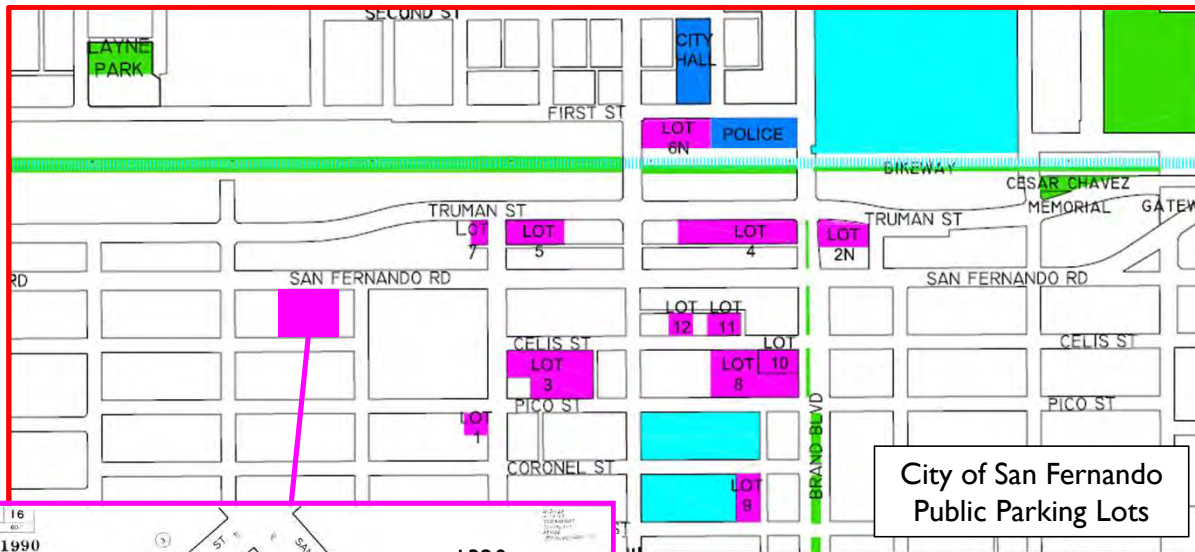 SECOND ST
LAYNE
PARK
CITY
HALL
FIRST ST
LOT
6N
POLICE
BIKEWAY
CESAR CHAVEZ
MEMORIAL
TRUMAN ST
TRUMAN ST
LOT
7
LOT
5
LOT
4
LOT
2N
RD
SAN FERNANDO RD
SAN FERNANDO RD
LOT
12
LOT
11
CELIS ST
LOT
10
CELIS ST
LOT
3
LOT
8
PICO ST
PICO ST
LOT
1
BRAND BLVD
CORONEL ST
LOT
9
City of San Fernando
Public Parking Lots
16
60'
1990
ST